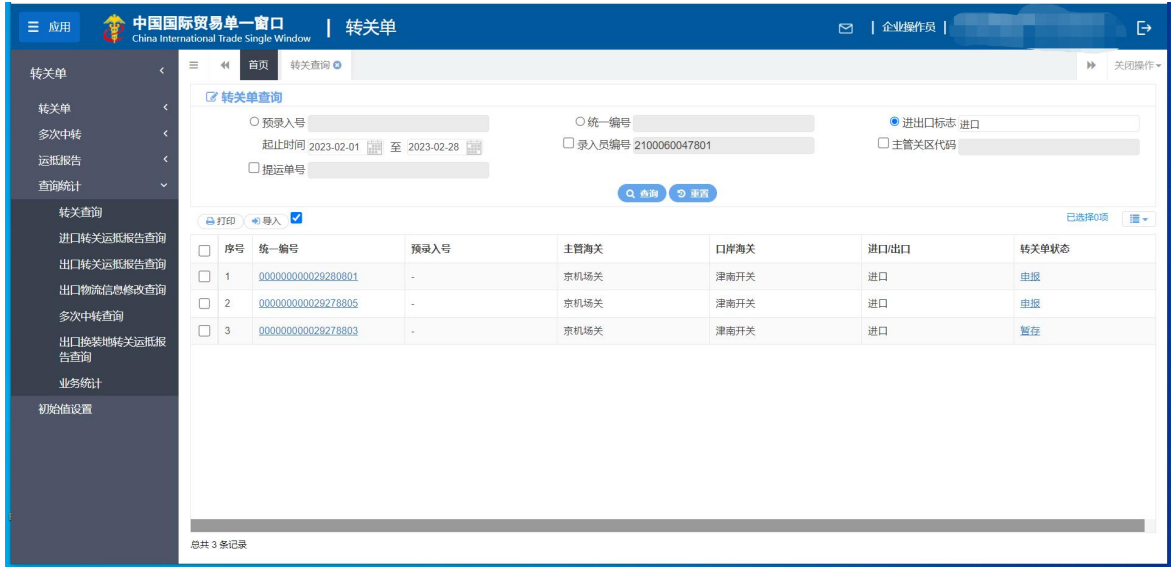 应用
中国国际贸易单一窗口
China International Trade Single Window
转关单
企业操作员
转关单
转关单
多次中转
运抵报告
查询统计
转关查询
进口转关运抵报告查询
出口转关运抵报告查询
出口物流信息修改查询
多次中转查询
出口换装地转关运抵报
告查询
业务统计
初始值设置
首页 转关查询 关闭操作
转关单查询
预录入号 统一编号 进出口标志 进口
起止时间 2023-02-01 至 2023-02-28 录入员编号 2100060047801 主管关区代码
提运单号
查询 重置
打印 导入 已选择0项
序号 统一编号 预录入号 主管海关 口岸海关 进口/出口 转关单状态
1 000000000029280801 - 京机场关 津南开关 进口 申报
2 000000000029278805 - 京机场关 津南开关 进口 申报
3 000000000029278803 - 京机场关 津南开关 进口 暂存
总共 3 条记录